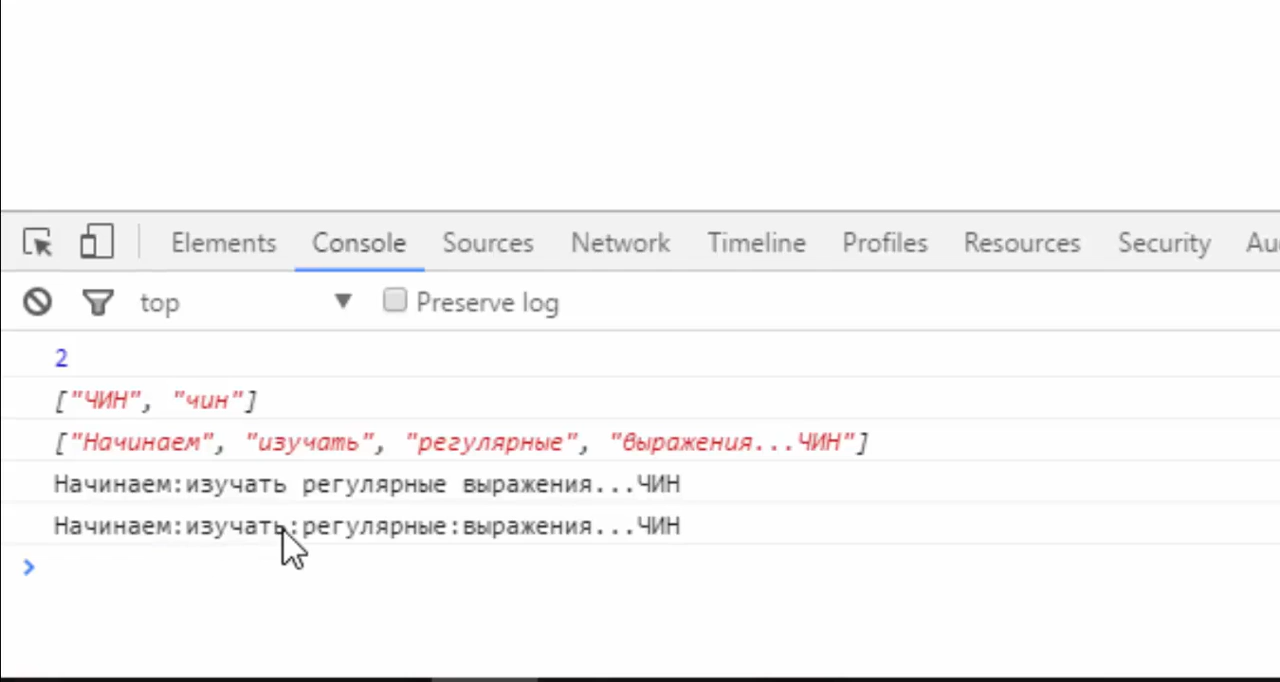 Elements Console Sources Network Timeline Profiles Resources Security
top Preserve log
2
["ЧИН", "чин"]
["Начинаем", "изучать", "регулярные", "выражения...ЧИН"]
Начинаем:изучать регулярные выражения...ЧИН
Начинаем:изучать:регулярные:выражения...ЧИН